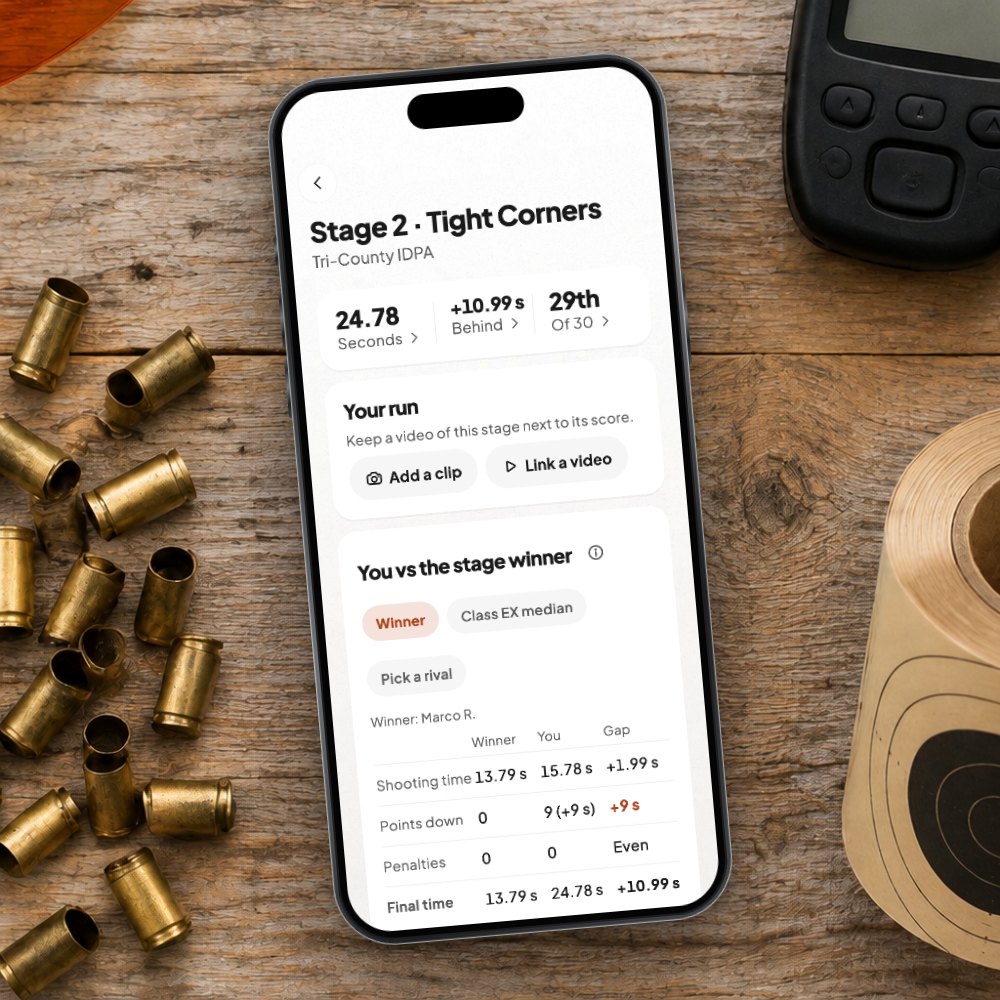 Stage 2 · Tight Corners
Tri-County IDPA
24.78 +10.99 s 29th
Seconds Behind Of 30
Your run
Keep a video of this stage next to its score.
Add a clip Link a video
You vs the stage winner
Winner Class EX median
Pick a rival
Winner: Marco R.
Winner You Gap
Shooting time 13.79 s 15.78 s +1.99 s
Points down 0 9 (+9 s) +9 s
Penalties 0 0 Even
Final time 13.79 s 24.78 s +10.99 s